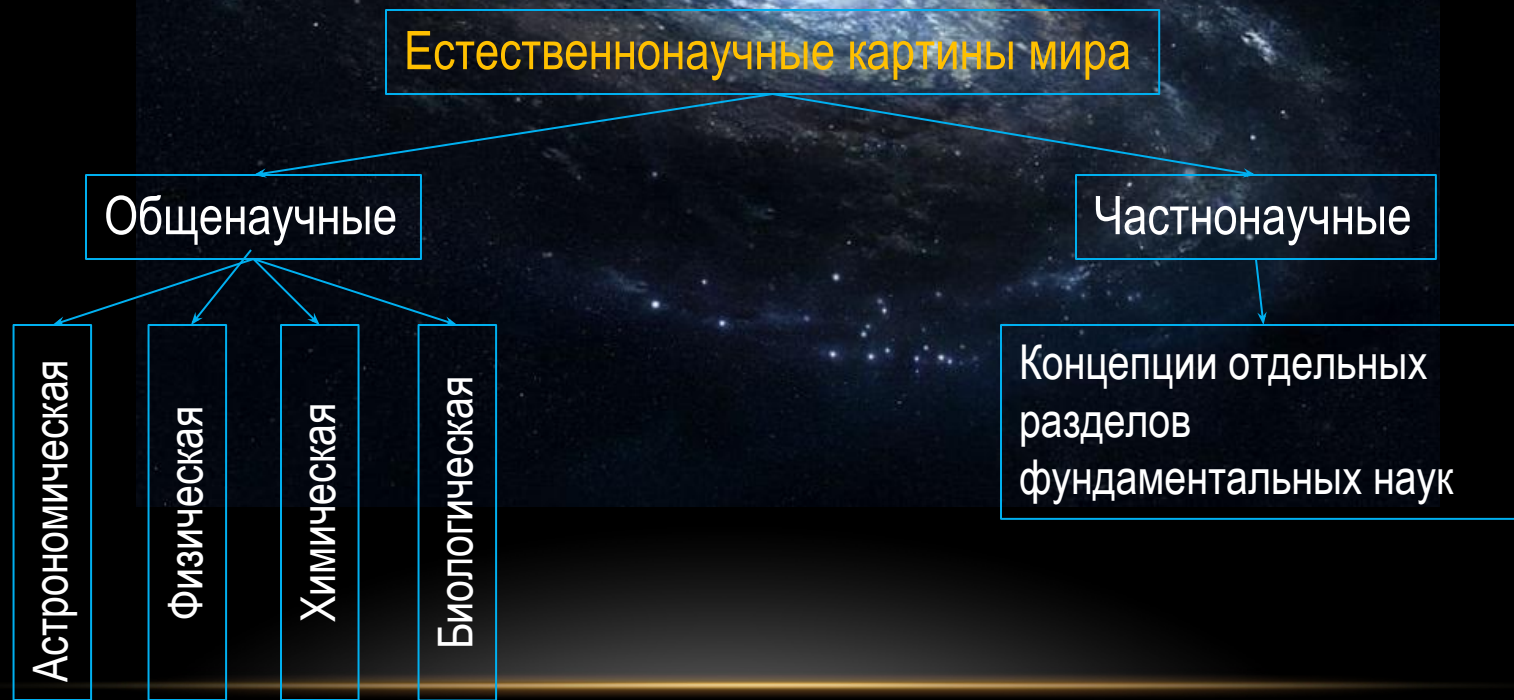 Естественнонаучные картины мира
Общенаучные
Частнонаучные
Астрономическая
Физическая
Химическая
Биологическая
Концепции отдельных
разделов
фундаментальных наук